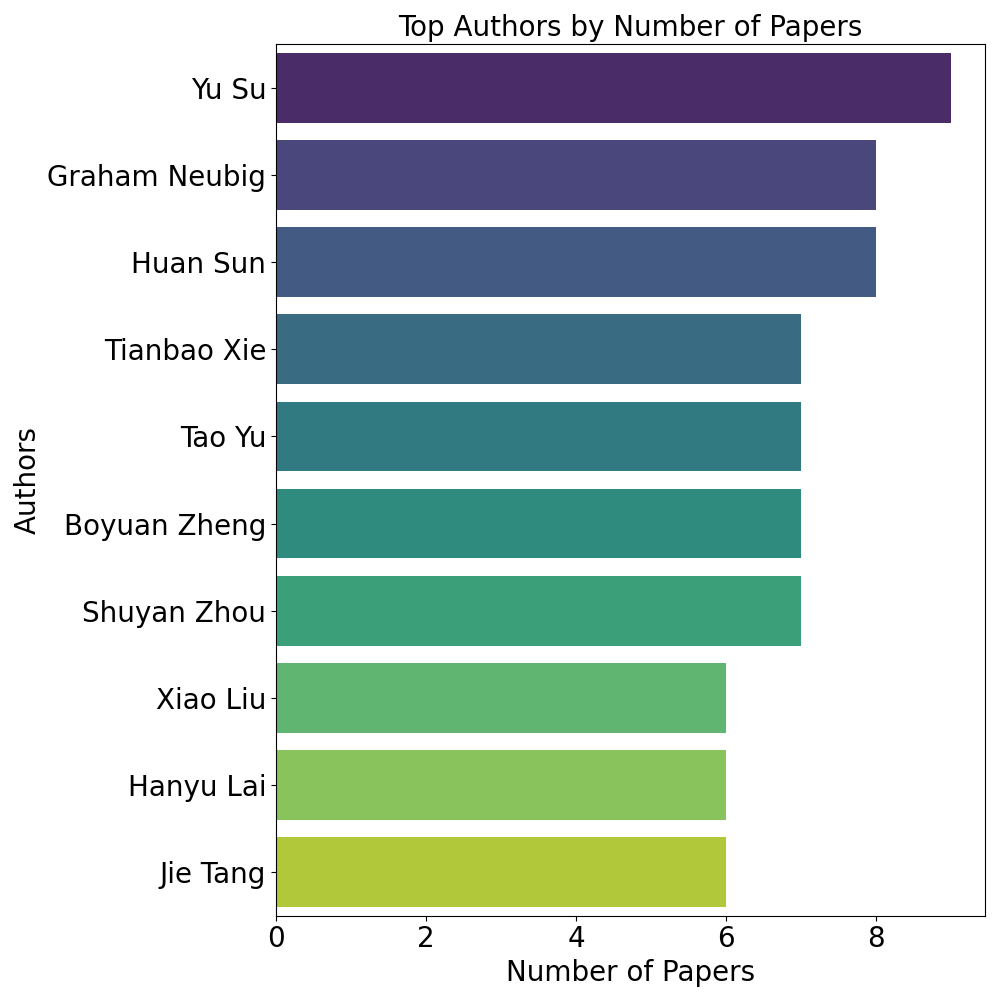 Top Authors by Number of Papers
Authors
Yu Su
Graham Neubig
Huan Sun
Tianbao Xie
Tao Yu
Boyuan Zheng
Shuyan Zhou
Xiao Liu
Hanyu Lai
Jie Tang
0 2 4 6 8
Number of Papers